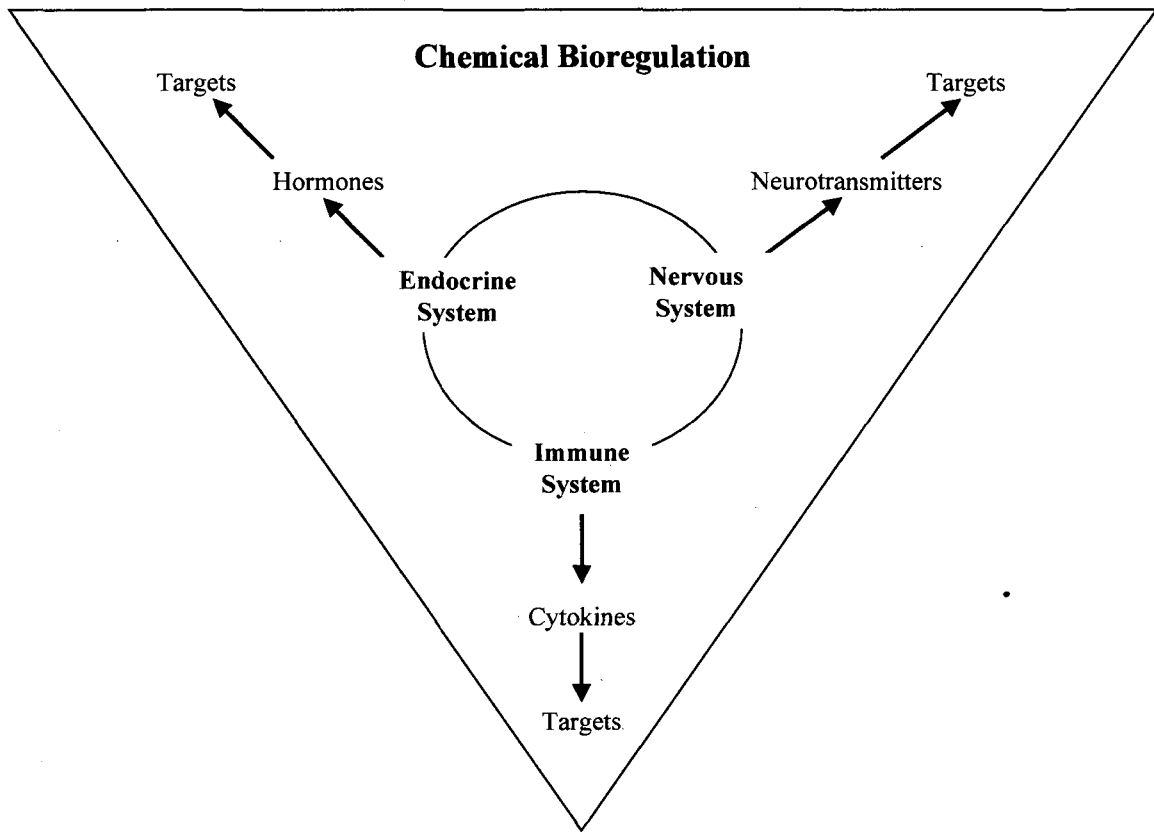 Chemical Bioregulation
Targets
Targets
Hormones
Neurotransmitters
Endocrine
System
Nervous
System
Immune
System
Cytokines
Targets